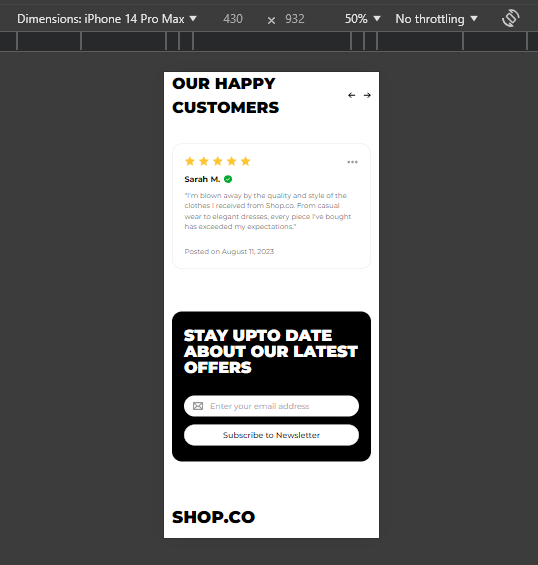 Dimensions: iPhone 14 Pro Max ▼ 430 × 932 50% ▼ No throttling ▼
OUR HAPPY
CUSTOMERS
Sarah M.
"I'm blown away by the quality and style of the
clothes I received from Shop.co. From casual
wear to elegant dresses, every piece I've bought
has exceeded my expectations."
Posted on August 11, 2023
STAY UPTO DATE
ABOUT OUR LATEST
OFFERS
Enter your email address
Subscribe to Newsletter
SHOP.CO